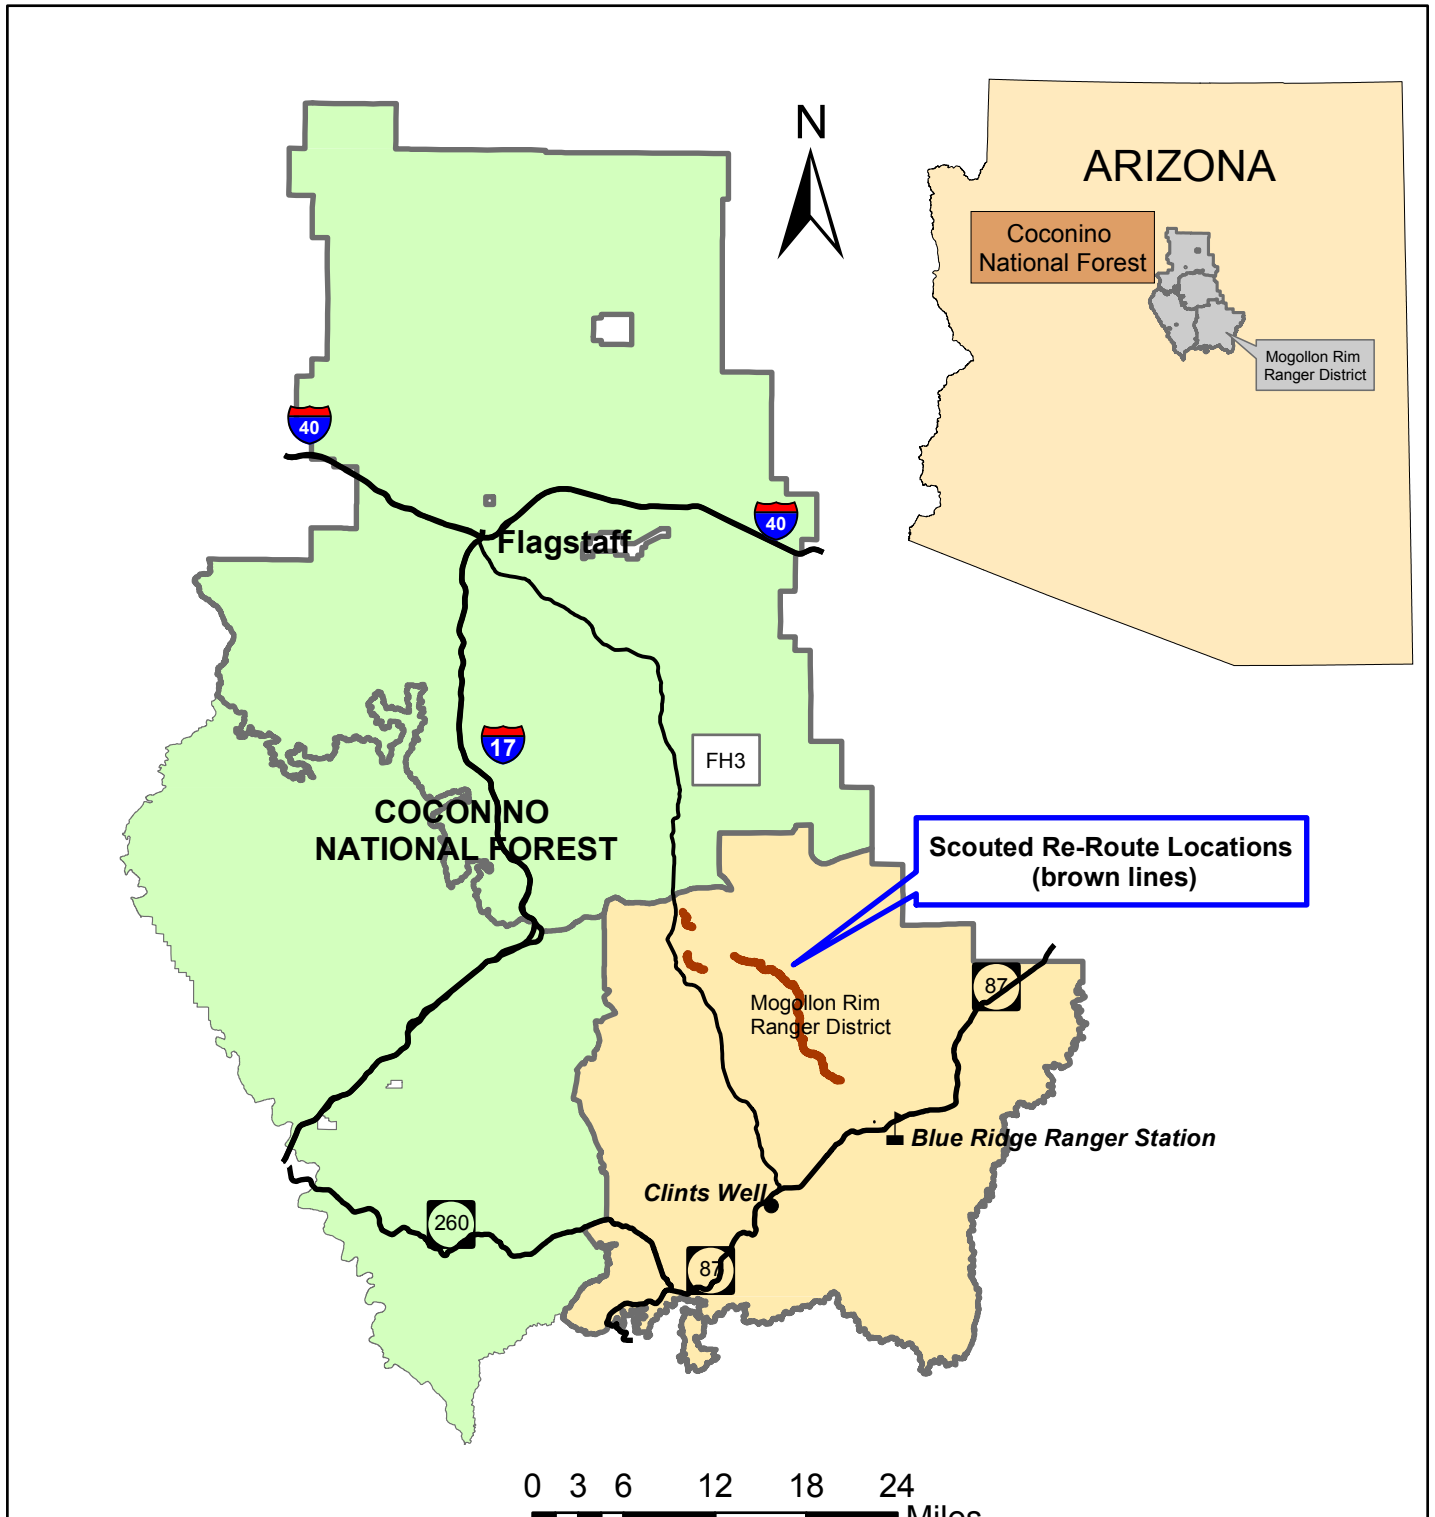 N
ARIZONA
Coconino
National Forest
Mogollon Rim
Ranger District
40
40
Flagstaff
17
FH3
COCONINO
NATIONAL FOREST
Scouted Re-Route Locations
(brown lines)
87
Mogollon Rim
Ranger District
Blue Ridge Ranger Station
Clints Well
260
87
0 3 6 12 18 24
Miles